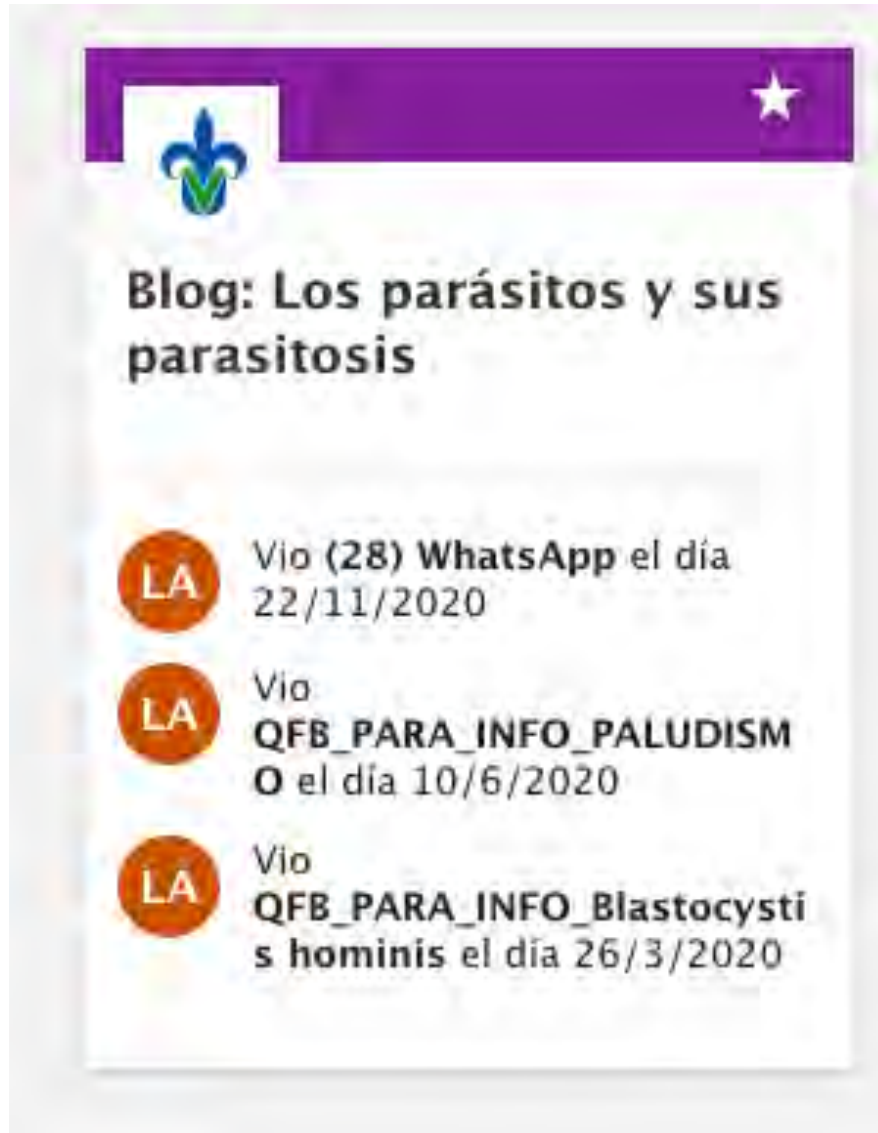 Blog: Los parásitos y sus
parasitosis
LA
Vio (28) WhatsApp el día
22/11/2020
LA
Vio
QFB_PARA_INFO_PALUDISM
O el día 10/6/2020
LA
Vio
QFB_PARA_INFO_Blastocysti
s hominis el día 26/3/2020